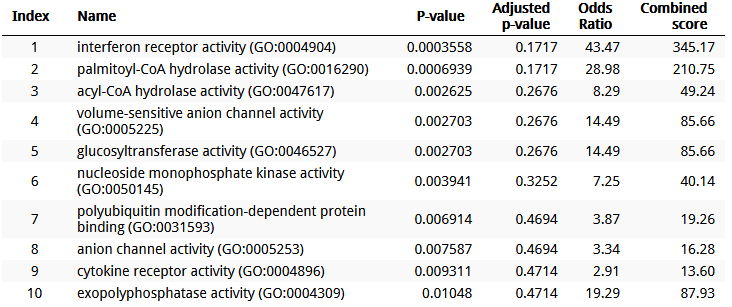 Index Name P-value Adjusted p-value Odds Ratio Combined score
1 interferon receptor activity (GO:0004904) 0.0003558 0.1717 43.47 345.17
2 palmitoyl-CoA hydrolase activity (GO:0016290) 0.0006939 0.1717 28.98 210.75
3 acyl-CoA hydrolase activity (GO:0047617) 0.002625 0.2676 8.29 49.24
4 volume-sensitive anion channel activity (GO:0005225) 0.002703 0.2676 14.49 85.66
5 glucosyltransferase activity (GO:0046527) 0.002703 0.2676 14.49 85.66
6 nucleoside monophosphate kinase activity (GO:0050145) 0.003941 0.3252 7.25 40.14
7 polyubiquitin modification-dependent protein binding (GO:0031593) 0.006914 0.4694 3.87 19.26
8 anion channel activity (GO:0005253) 0.007587 0.4694 3.34 16.28
9 cytokine receptor activity (GO:0004896) 0.009311 0.4714 2.91 13.60
10 exopolyphosphatase activity (GO:0004309) 0.01048 0.4714 19.29 87.93